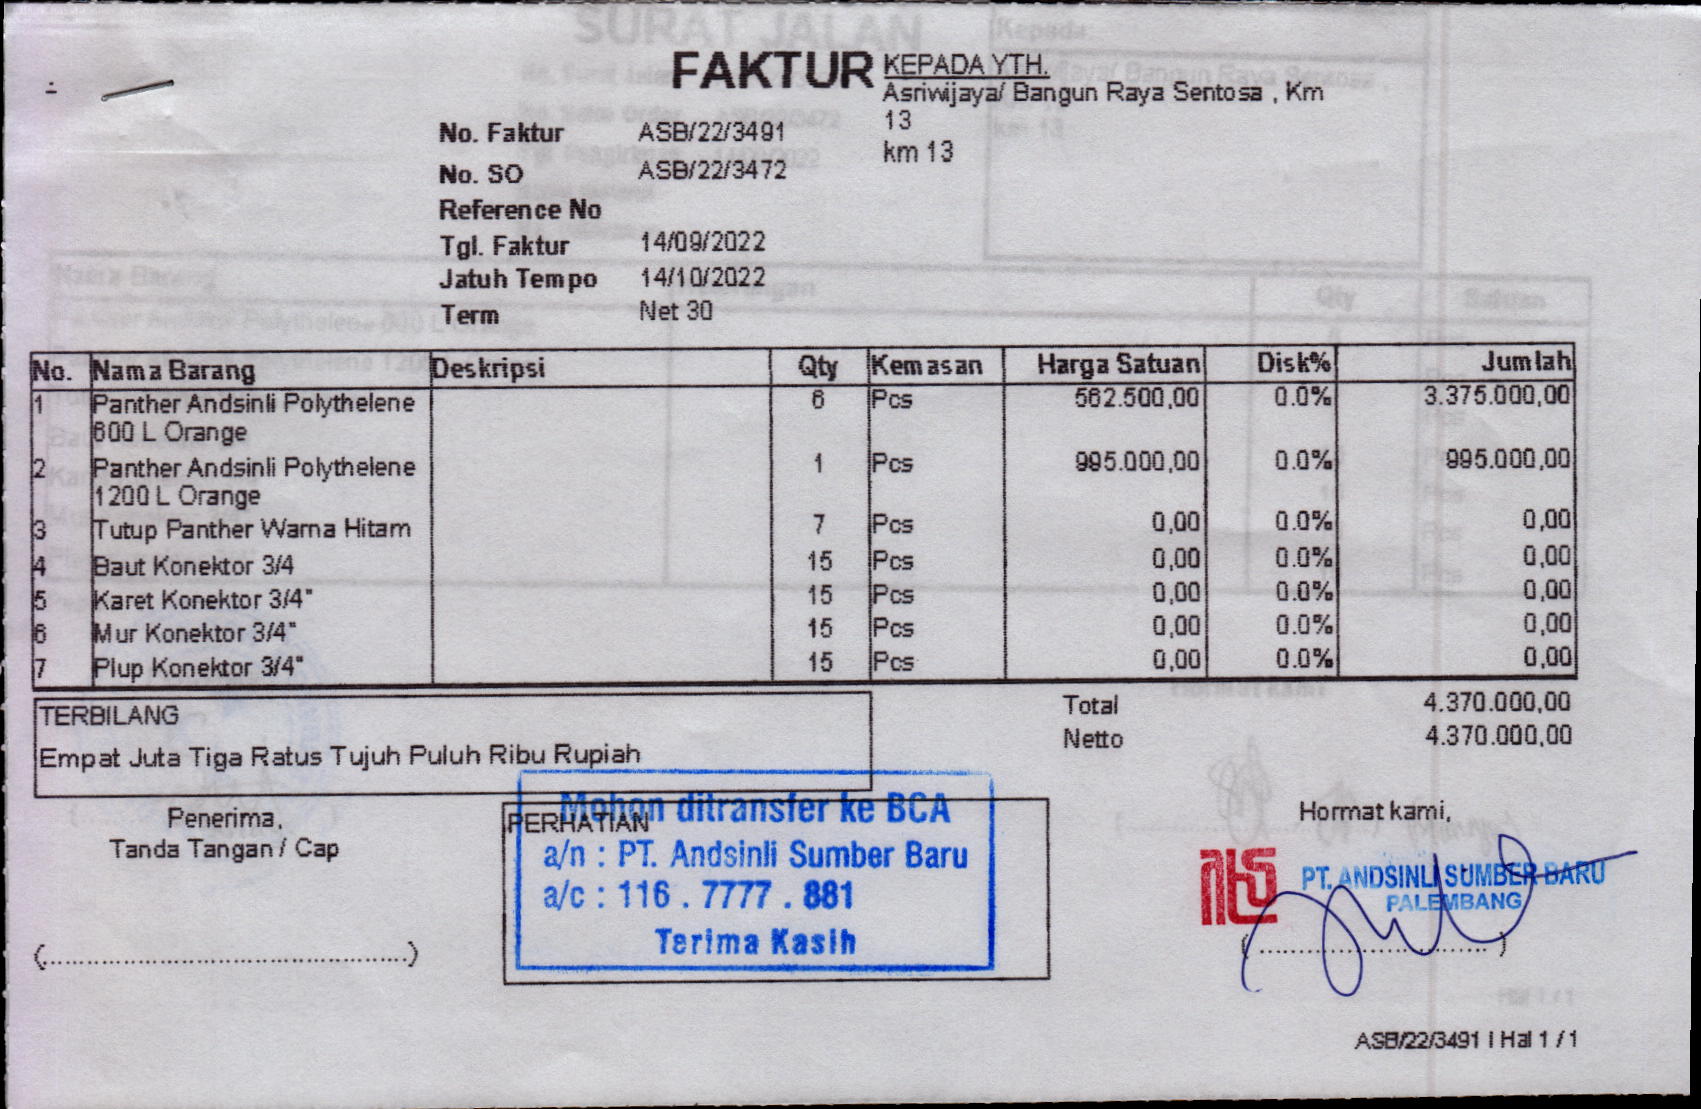 FAKTUR
KEPADA YTH.
Asriwijaya/ Bangun Raya Sentosa , Km
13
km 13
No. Faktur ASB/22/3491
No. SO ASB/22/3472
Reference No
Tgl. Faktur 14/09/2022
Jatuh Tempo 14/10/2022
Term Net 30
No. Nama Barang Deskripsi Qty Kemasan Harga Satuan Disk% Jumlah
1 Panther Andsinli Polythelene 6 Pcs 562.500,00 0.0% 3.375.000,00
600 L Orange
2 Panther Andsinli Polythelene 1 Pcs 995.000,00 0.0% 995.000,00
1200 L Orange
3 Tutup Panther Warna Hitam 7 Pcs 0,00 0.0% 0,00
4 Baut Konektor 3/4 15 Pcs 0,00 0.0% 0,00
5 Karet Konektor 3/4" 15 Pcs 0,00 0.0% 0,00
6 Mur Konektor 3/4" 15 Pcs 0,00 0.0% 0,00
7 Plup Konektor 3/4" 15 Pcs 0,00 0.0% 0,00
Total 4.370.000,00
Netto 4.370.000,00
TERBILANG
Empat Juta Tiga Ratus Tujuh Puluh Ribu Rupiah
Penerima,
Tanda Tangan / Cap
(................................................)
PERHATIAN
Mohon ditransfer ke BCA
a/n : PT. Andsinli Sumber Baru
a/c : 116 . 7777 . 881
Terima Kasih
Hormat kami,
PT. ANDSINLI SUMBER BARU
PALEMBANG
(................................)
ASB/22/3491 | Hal 1 / 1
SURAT JALAN
Kepada:
Nama Barang
Qty Satuan
Hal 1 / 1